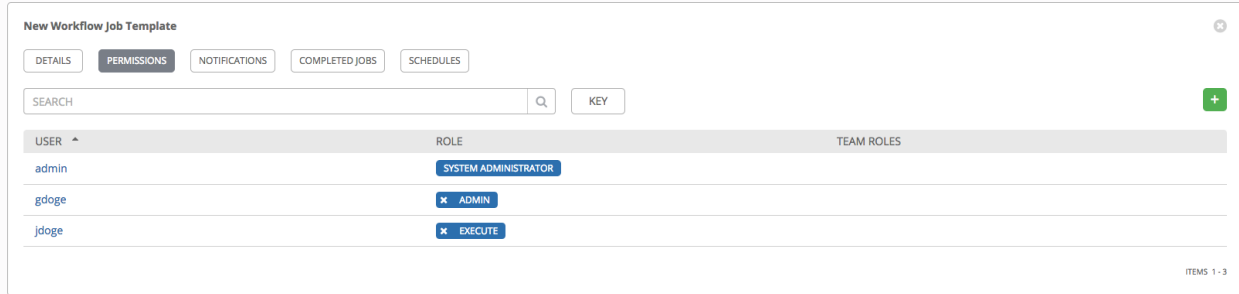 New Workflow Job Template
DETAILS PERMISSIONS NOTIFICATIONS COMPLETED JOBS SCHEDULES
SEARCH KEY
USER ROLE TEAM ROLES
admin SYSTEM ADMINISTRATOR
gdoge ADMIN
jdoge EXECUTE
ITEMS 1 - 3